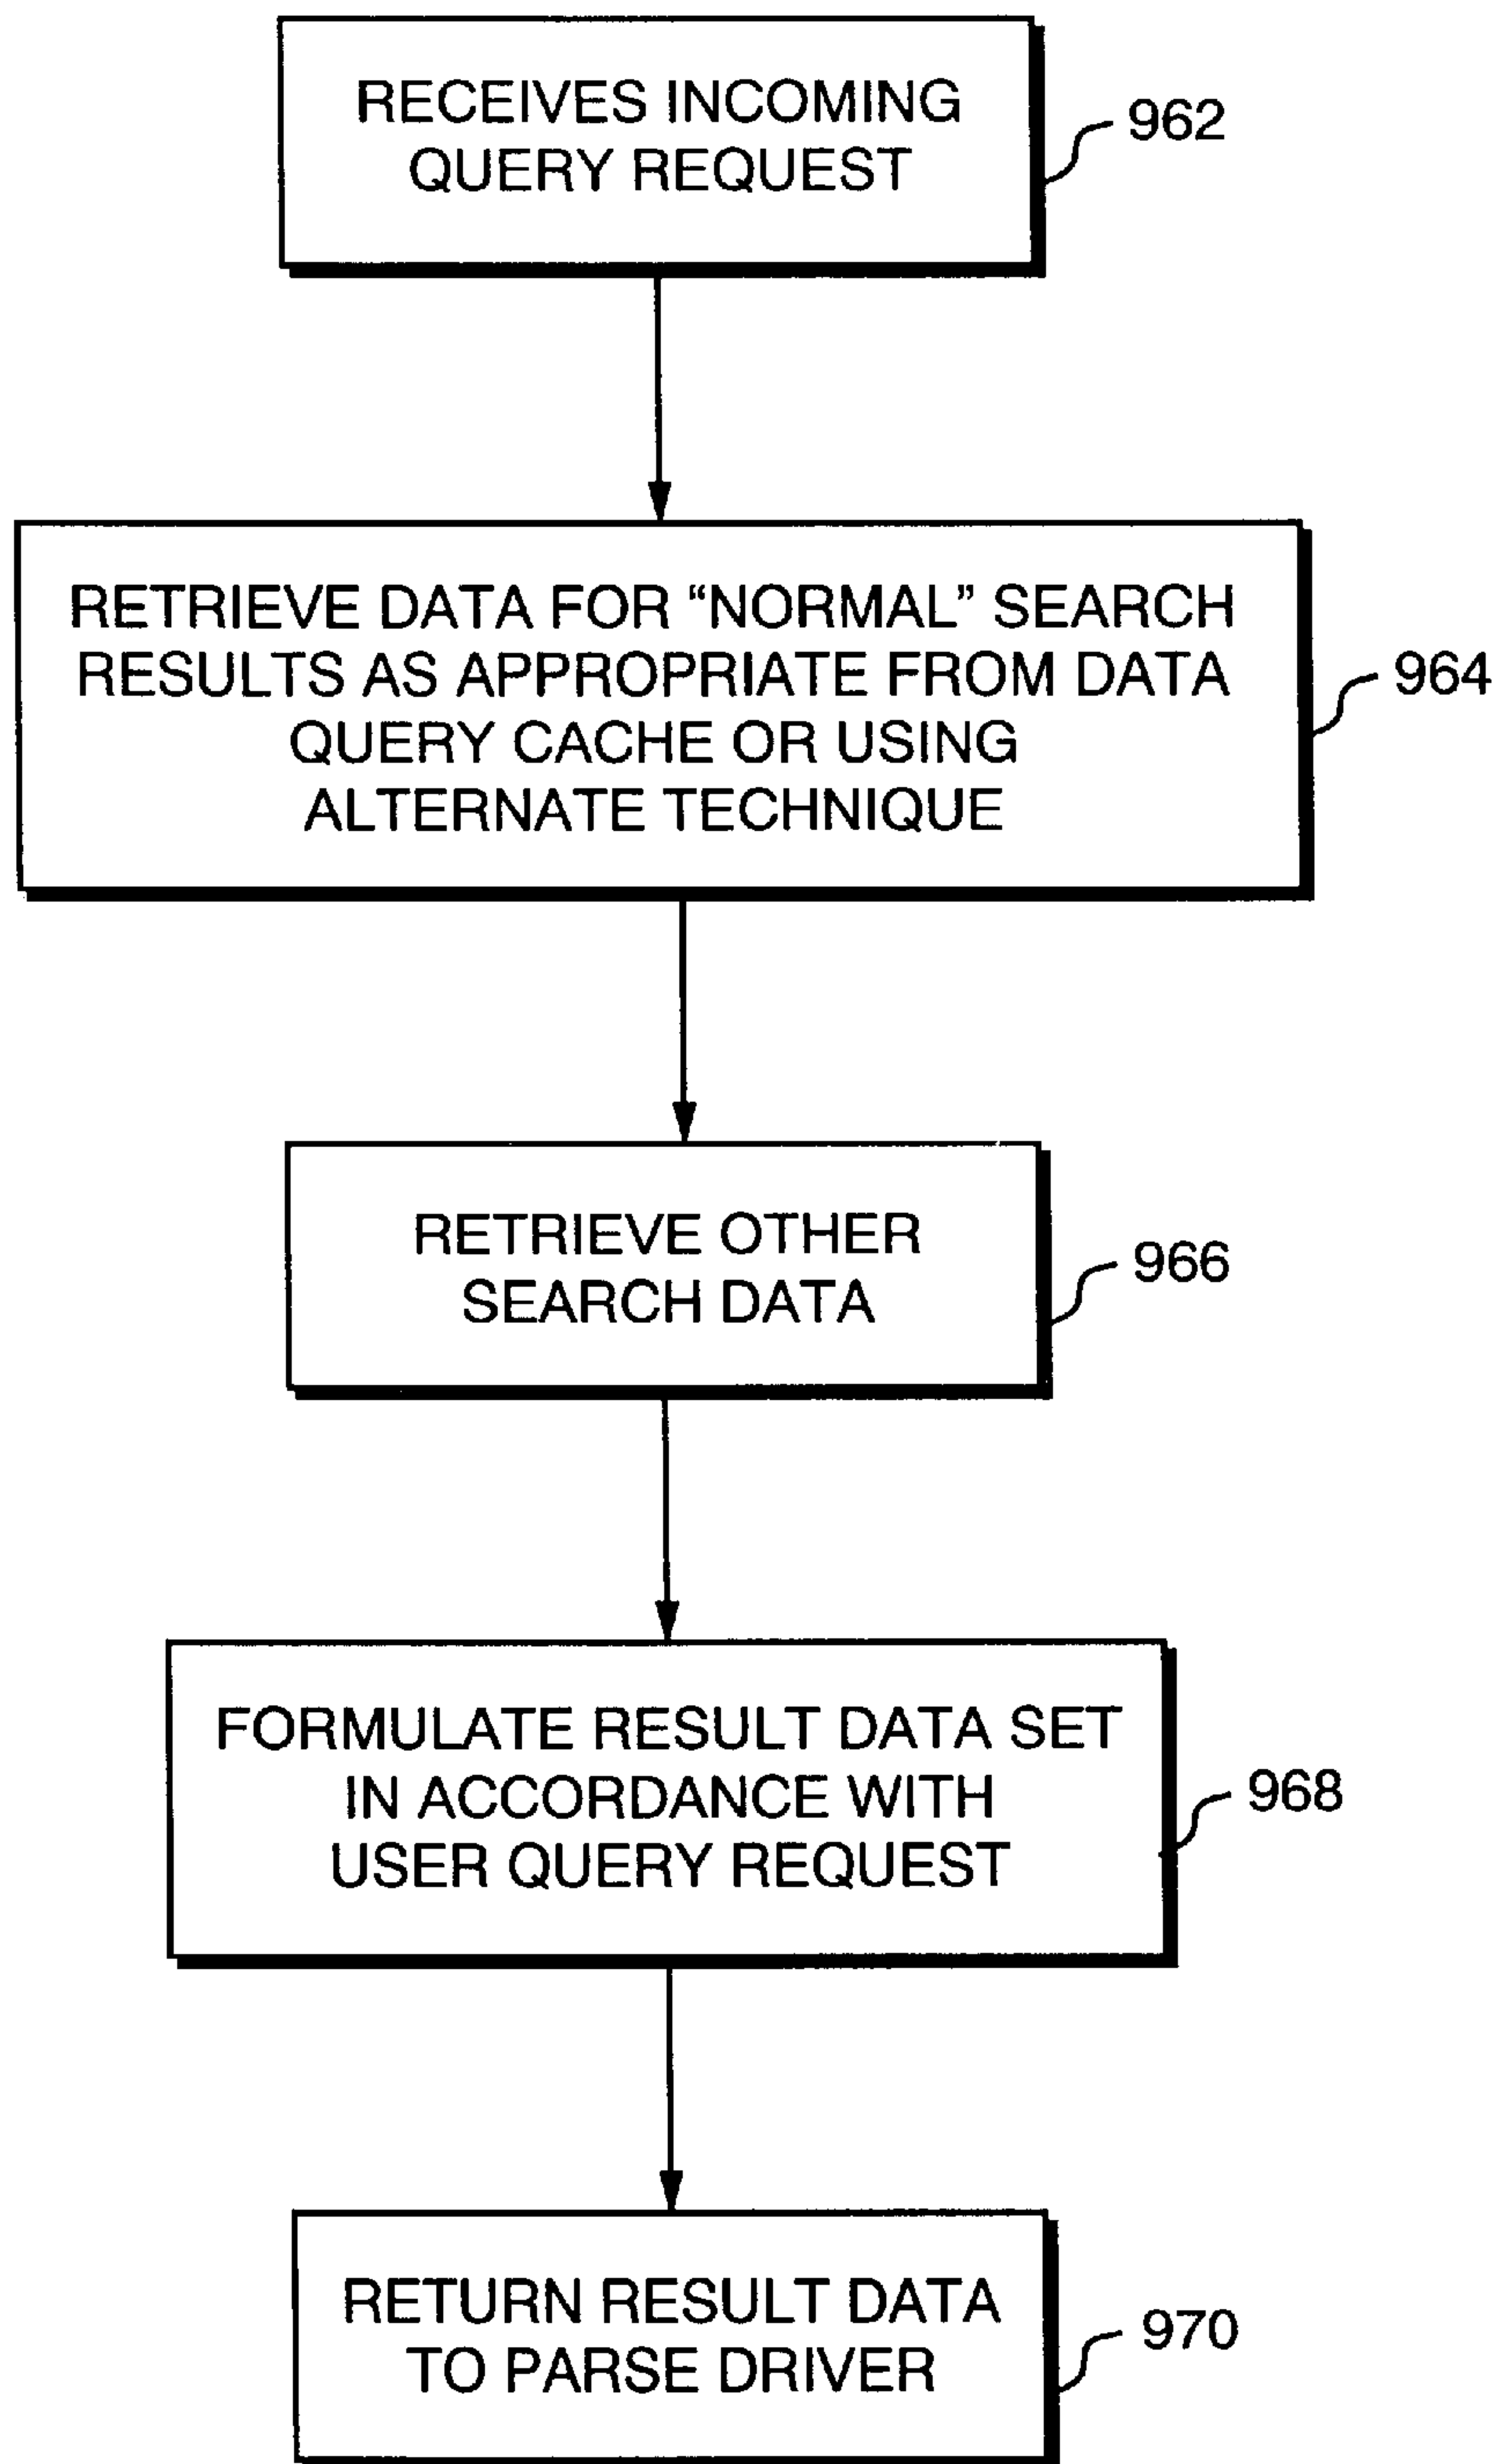 RECEIVES INCOMING
QUERY REQUEST
962
RETRIEVE DATA FOR “NORMAL” SEARCH
RESULTS AS APPROPRIATE FROM DATA
QUERY CACHE OR USING
ALTERNATE TECHNIQUE
964
RETRIEVE OTHER
SEARCH DATA
966
FORMULATE RESULT DATA SET
IN ACCORDANCE WITH
USER QUERY REQUEST
968
RETURN RESULT DATA
TO PARSE DRIVER
970